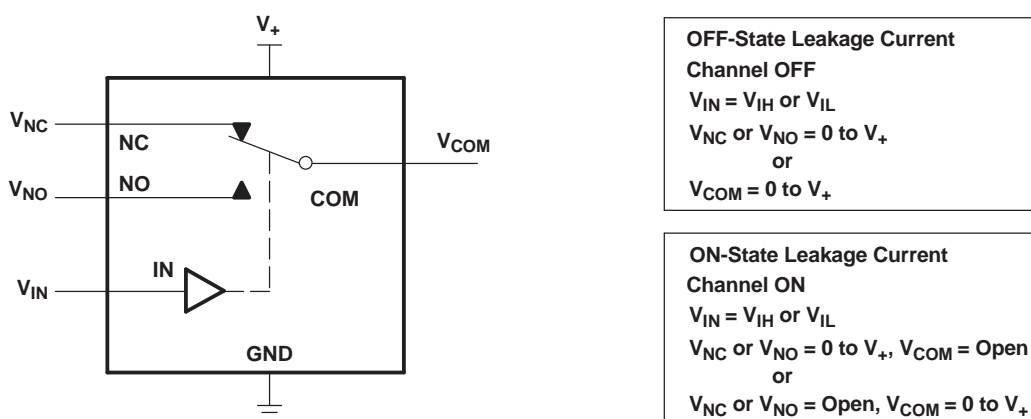 V+
VNC
NC
VCOM
VNO
NO
COM
IN
VIN
GND
OFF-State Leakage Current
Channel OFF
VIN = VIH or VIL
VNC or VNO = 0 to V+
or
VCOM = 0 to V+
ON-State Leakage Current
Channel ON
VIN = VIH or VIL
VNC or VNO = 0 to V+, VCOM = Open
or
VNC or VNO = Open, VCOM = 0 to V+